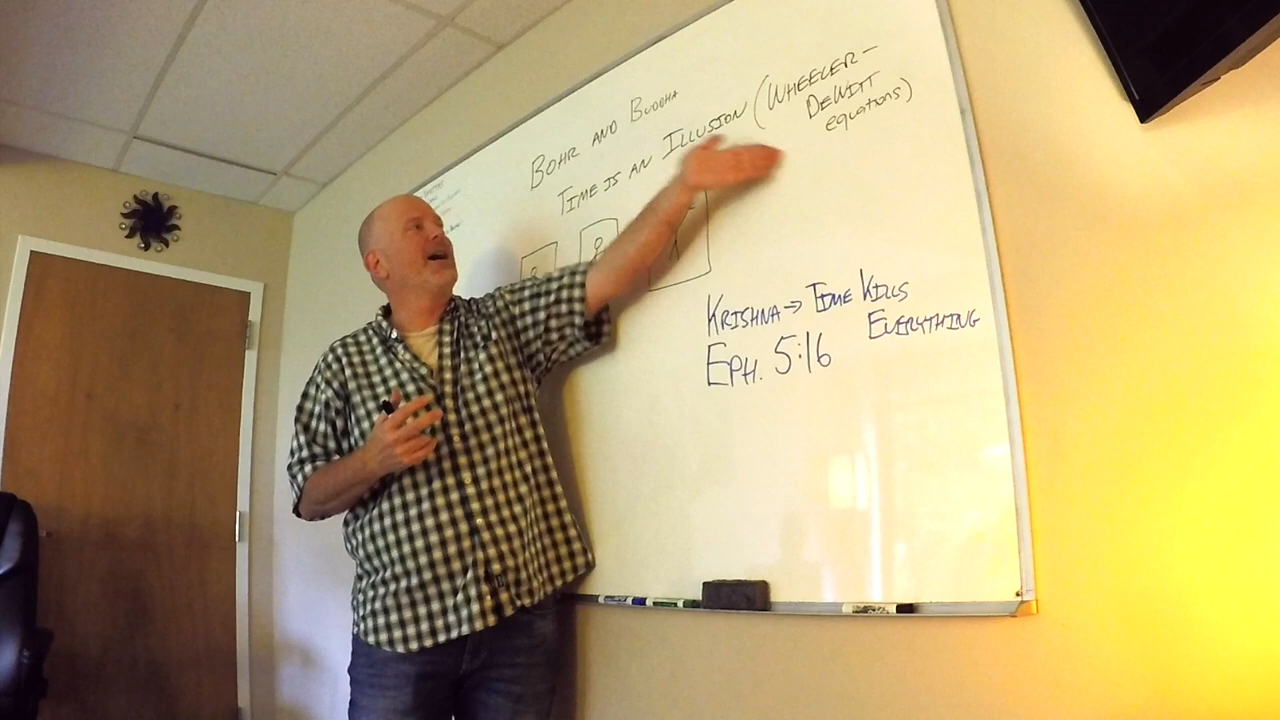 BOHR AND BUDDHA
TIME IS AN ILLUSION (WHEELER-
DEWITT
equations)
KRISHNA → TIME KILLS
EVERYTHING
EPH. 5:16